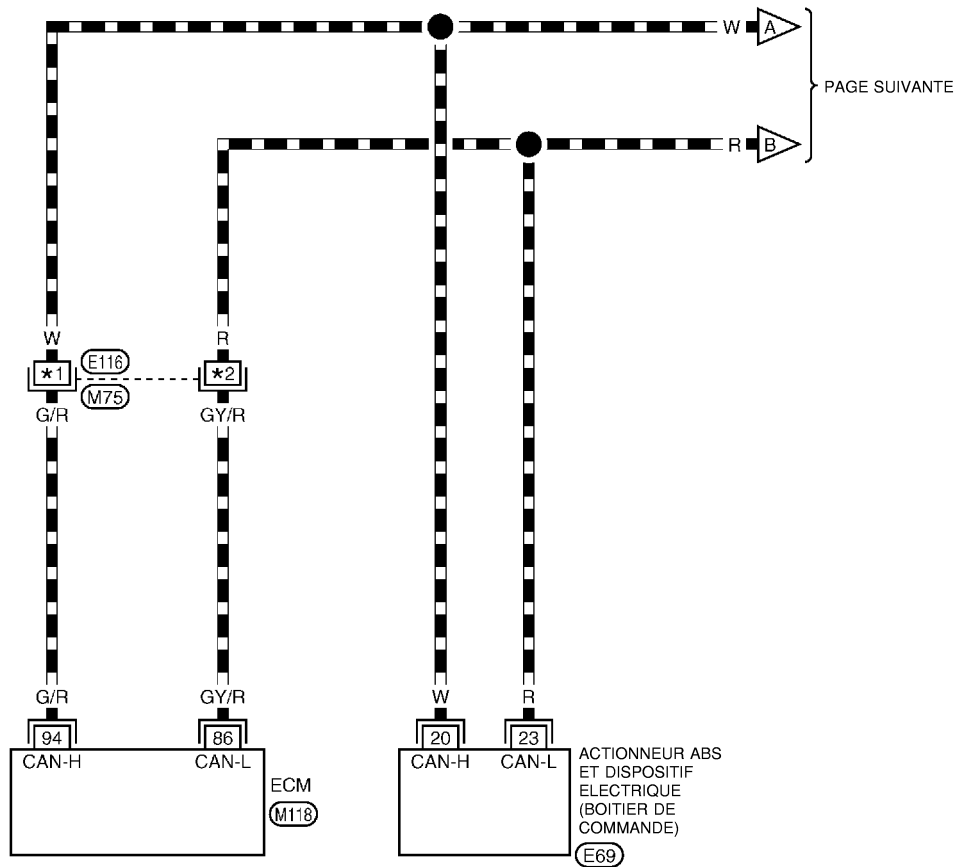 W A
PAGE SUIVANTE
R B
W R
*1 E116 *2
M75
G/R GY/R
G/R GY/R W R
94 86 20 23
CAN-H CAN-L CAN-H CAN-L
ECM
M118
ACTIONNEUR ABS
ET DISPOSITIF
ELECTRIQUE
(BOITIER DE
COMMANDE)
E69